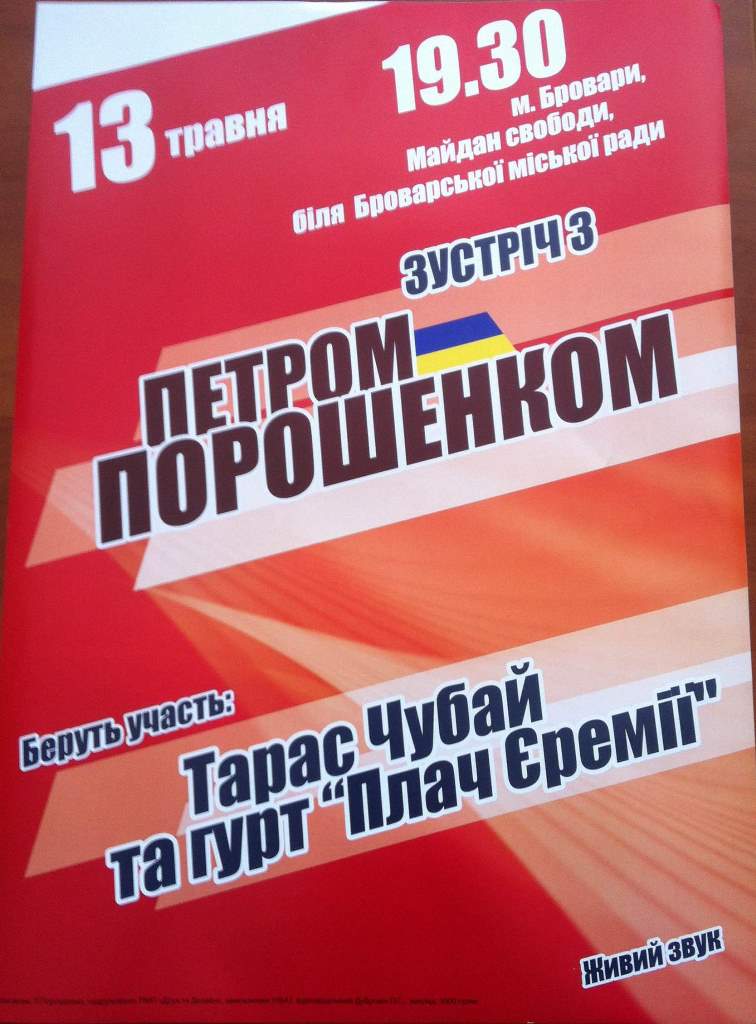 13 травня
19.30
м. Бровари,
Майдан свободи,
біля Броварської міської ради
ЗУСТРІЧ З
ПЕТРОМ
ПОРОШЕНКОМ
Беруть участь:
Тарас Чубай
та гурт “Плач Єремії"
Живий звук